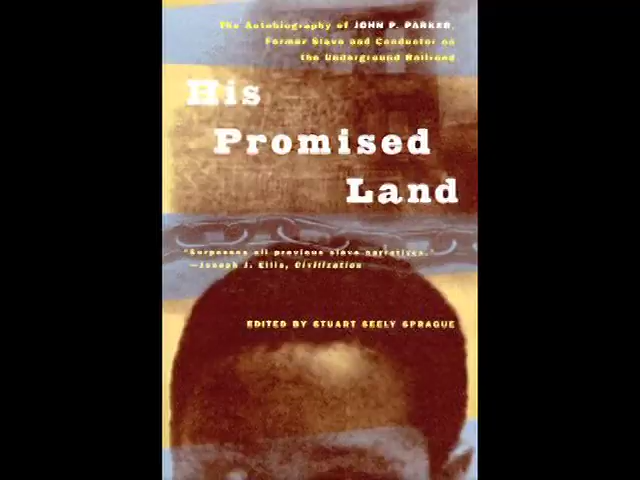 The Autobiography of JOHN P. PARKER,
Former Slave and Conductor on
the Underground Railroad
His
Promised
Land
"Surpasses all previous slave narratives."
—Joseph J. Ellis, Civilization
EDITED BY STUART SEELY SPRAGUE